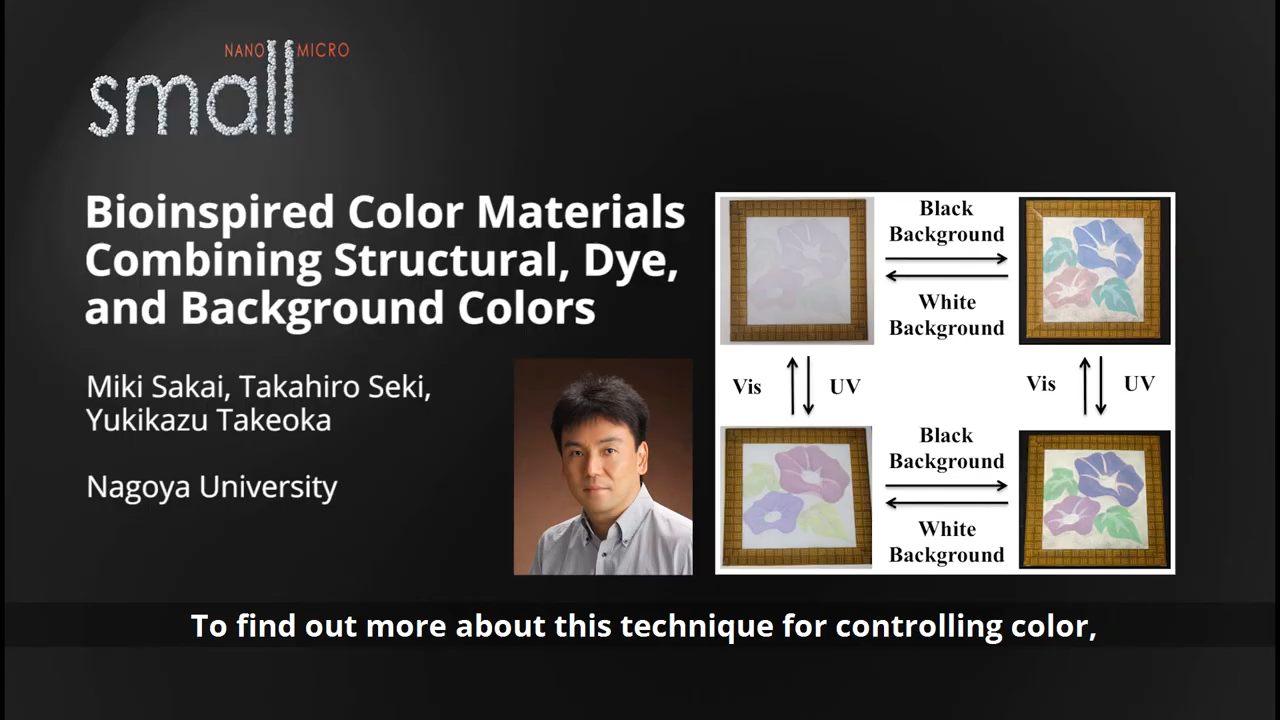 NANO MICRO
small
Bioinspired Color Materials
Combining Structural, Dye,
and Background Colors
Miki Sakai, Takahiro Seki,
Yukikazu Takeoka
Nagoya University
Black
Background
White
Background
Vis
UV
Vis
UV
Black
Background
White
Background
To find out more about this technique for controlling color,